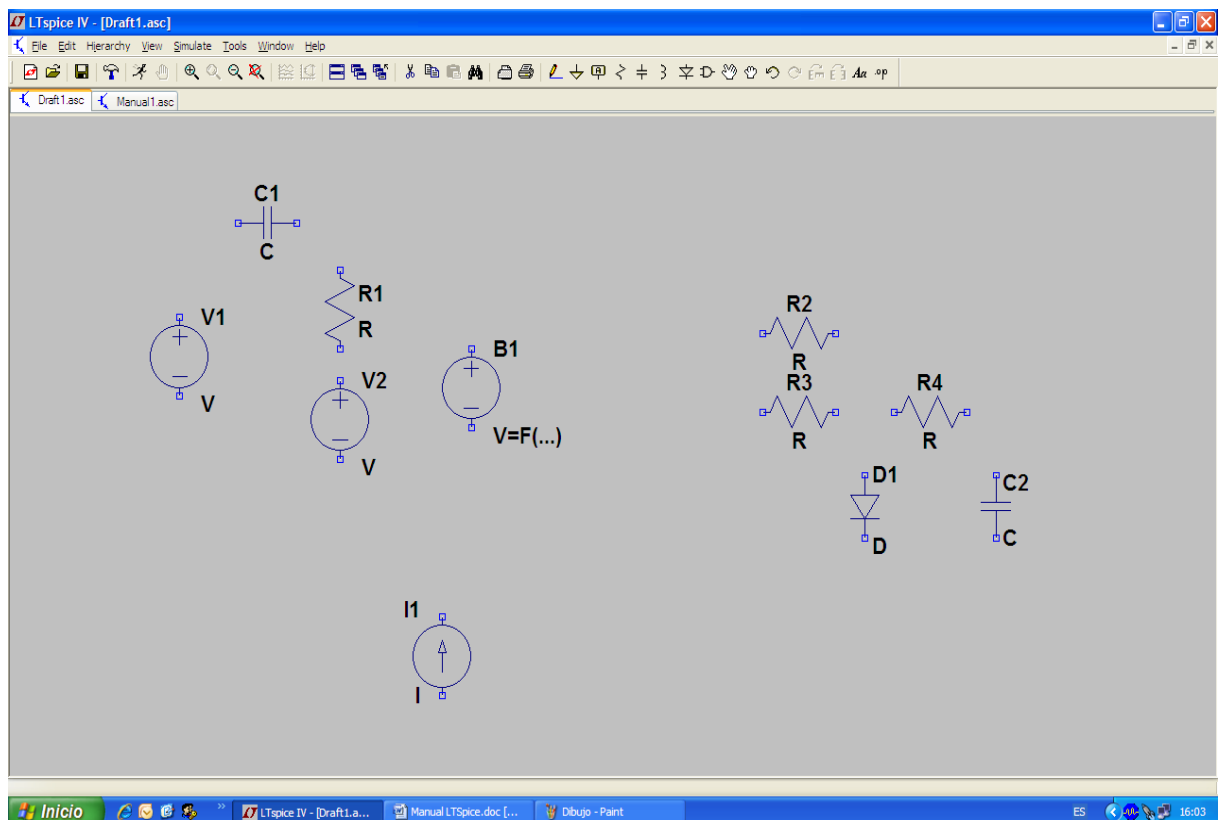 LTspice IV - [Draft1.asc]
File Edit Hierarchy View Simulate Tools Window Help
Aa .op
Draft1.asc Manual1.asc
C1
C
R1
R
V1
V
V2
V
B1
V=F(...)
R2
R
R3
R
R4
R
D1
D
C2
C
I1
I
Inicio » LTspice IV - [Draft1.a... Manual LTSpice.doc [... Dibujo - Paint ES 16:03